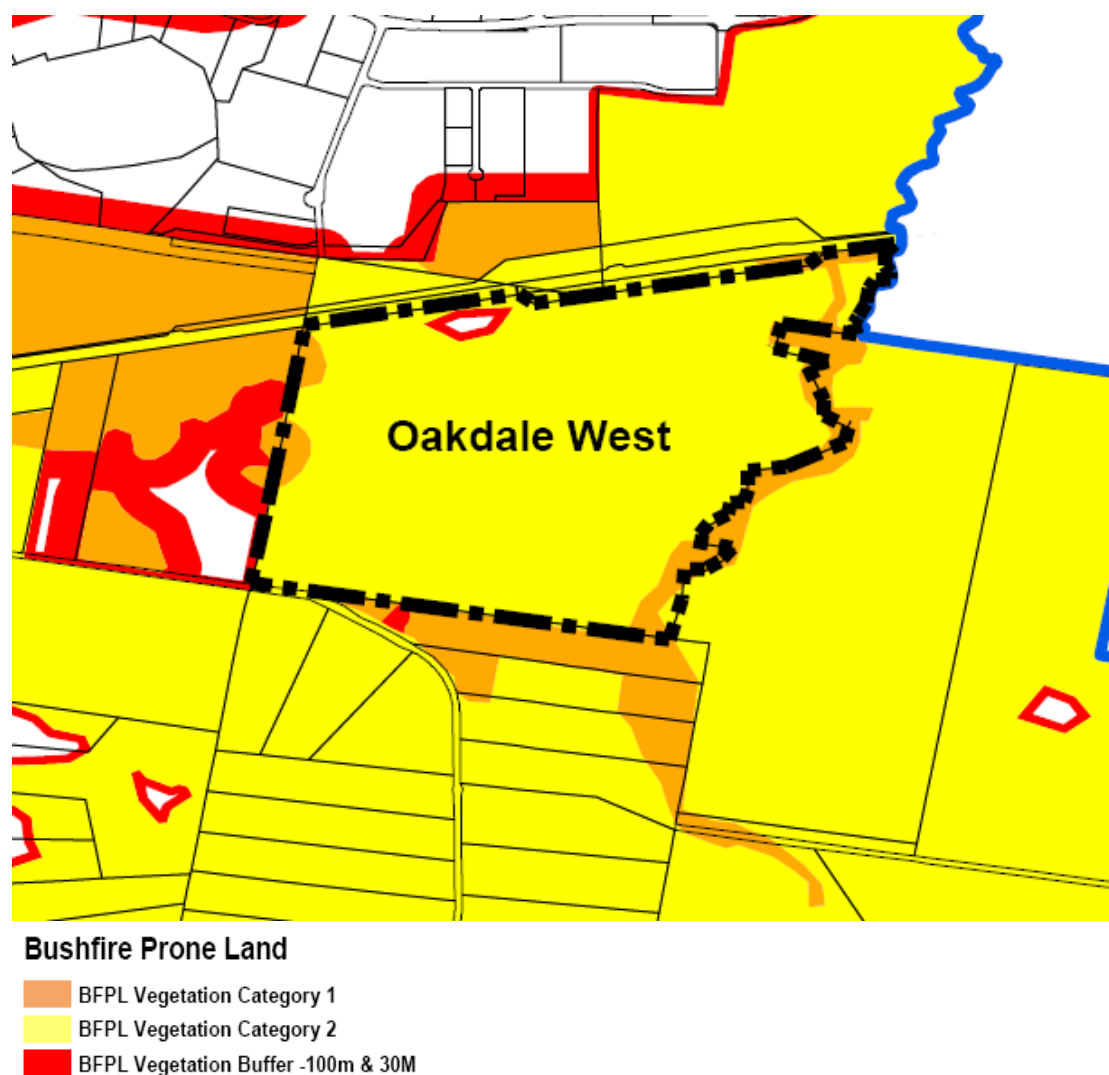 Oakdale West
Bushfire Prone Land
BFPL Vegetation Category 1
BFPL Vegetation Category 2
BFPL Vegetation Buffer -100m & 30M